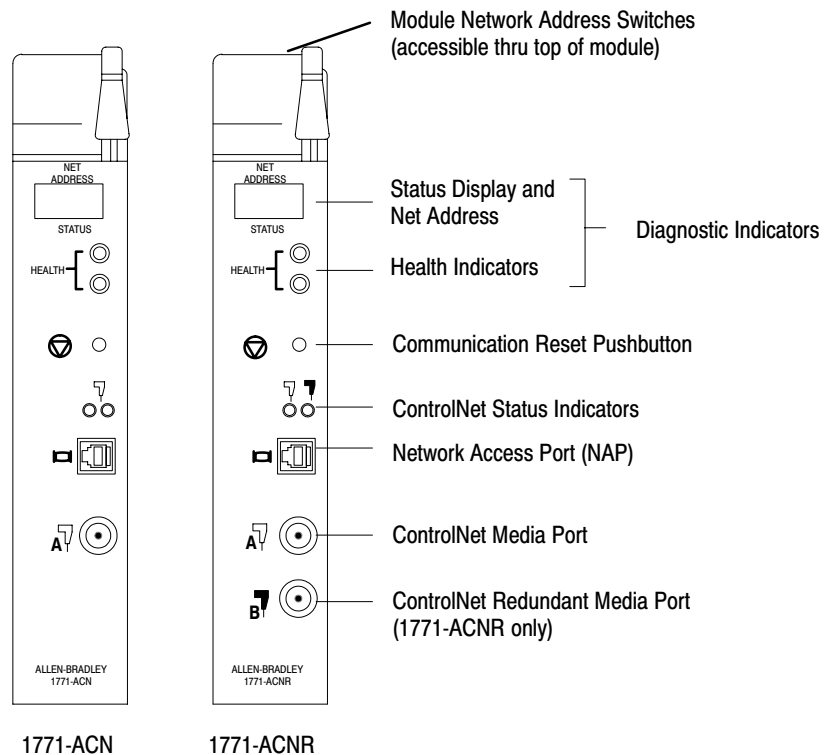 Module Network Address Switches
(accessible thru top of module)
NET
ADDRESS
STATUS
HEALTH
A
ALLEN-BRADLEY
1771-ACN
1771-ACN
NET
ADDRESS
STATUS
HEALTH
A
B
ALLEN-BRADLEY
1771-ACNR
1771-ACNR
Status Display and
Net Address
Health Indicators
Diagnostic Indicators
Communication Reset Pushbutton
ControlNet Status Indicators
Network Access Port (NAP)
ControlNet Media Port
ControlNet Redundant Media Port
(1771-ACNR only)